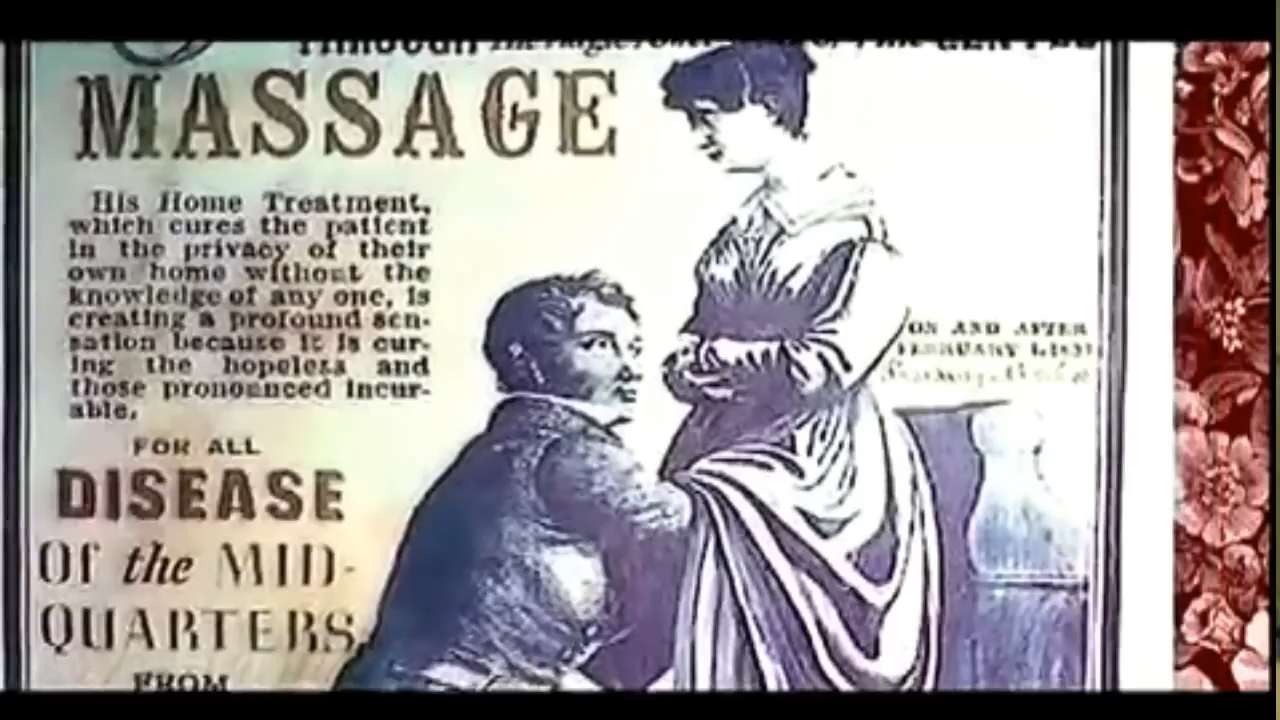 THROUGH
MASSAGE
His Home Treatment,
which cures the patient
in the privacy of their
own home without the
knowledge of any one, is
creating a profound sen-
sation because it is cur-
ing the hopeless and
those pronounced incur-
able,
FOR ALL
DISEASE
Of the MID-
QUARTERS,
FROM
ON AND AFTER
FEBRUARY